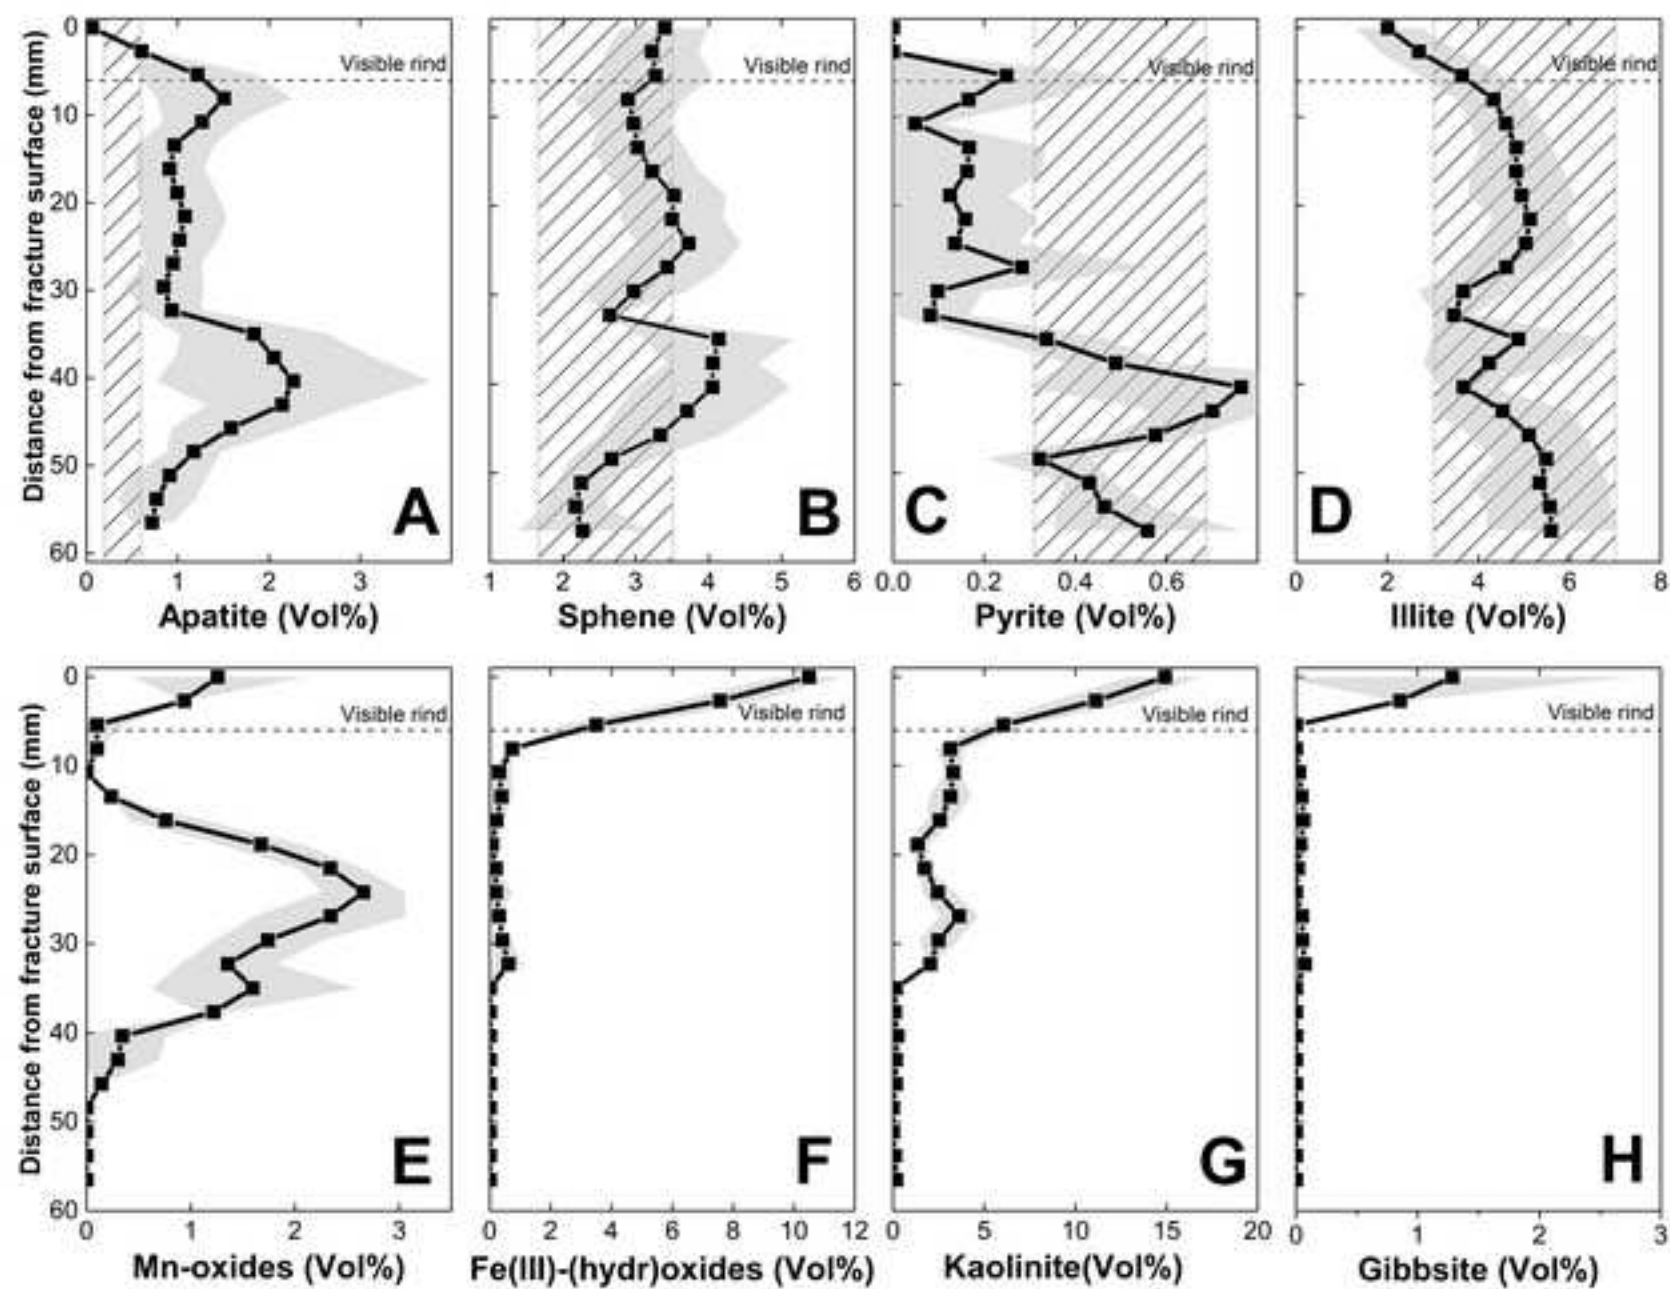 Distance from fracture surface (mm)
0
10
20
30
40
50
60
Visible rind
A
0 1 2 3
Apatite (Vol%)
Visible rind
B
1 2 3 4 5 6
Sphene (Vol%)
Visible rind
C
0.0 0.2 0.4 0.6
Pyrite (Vol%)
Visible rind
D
0 2 4 6 8
Illite (Vol%)
Distance from fracture surface (mm)
0
10
20
30
40
50
60
Visible rind
E
0 1 2 3
Mn-oxides (Vol%)
Visible rind
F
0 2 4 6 8 10 12
Fe(III)-(hydr)oxides (Vol%)
Visible rind
G
0 5 10 15 20
Kaolinite(Vol%)
Visible rind
H
0 1 2 3
Gibbsite (Vol%)